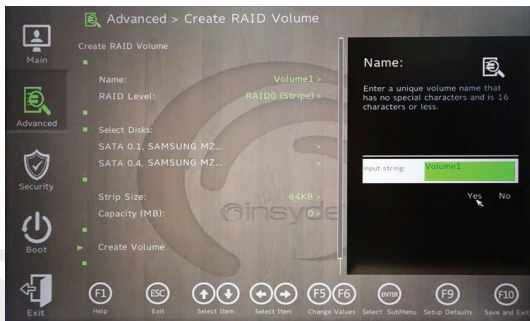 Advanced > Create RAID Volume
Main
Advanced
Security
Boot
Exit
Create RAID Volume
Name: Volume1 >
RAID Level: RAID0 (Stripe) >
Select Disks:
SATA 0.1, SAMSUNG MZ... >
SATA 0.4, SAMSUNG MZ... >
Strip Size: 64KB >
Capacity (MB): 0 >
Create Volume
insyde
Name:
Enter a unique volume name that
has no special characters and is 16
characters or less.
input string: Volume1
Yes No
F1 ESC F5 F6 ENTER F9 F10
Help Exit Select Item Select Item Change Values Select SubMenu Setup Defaults Save and Exit